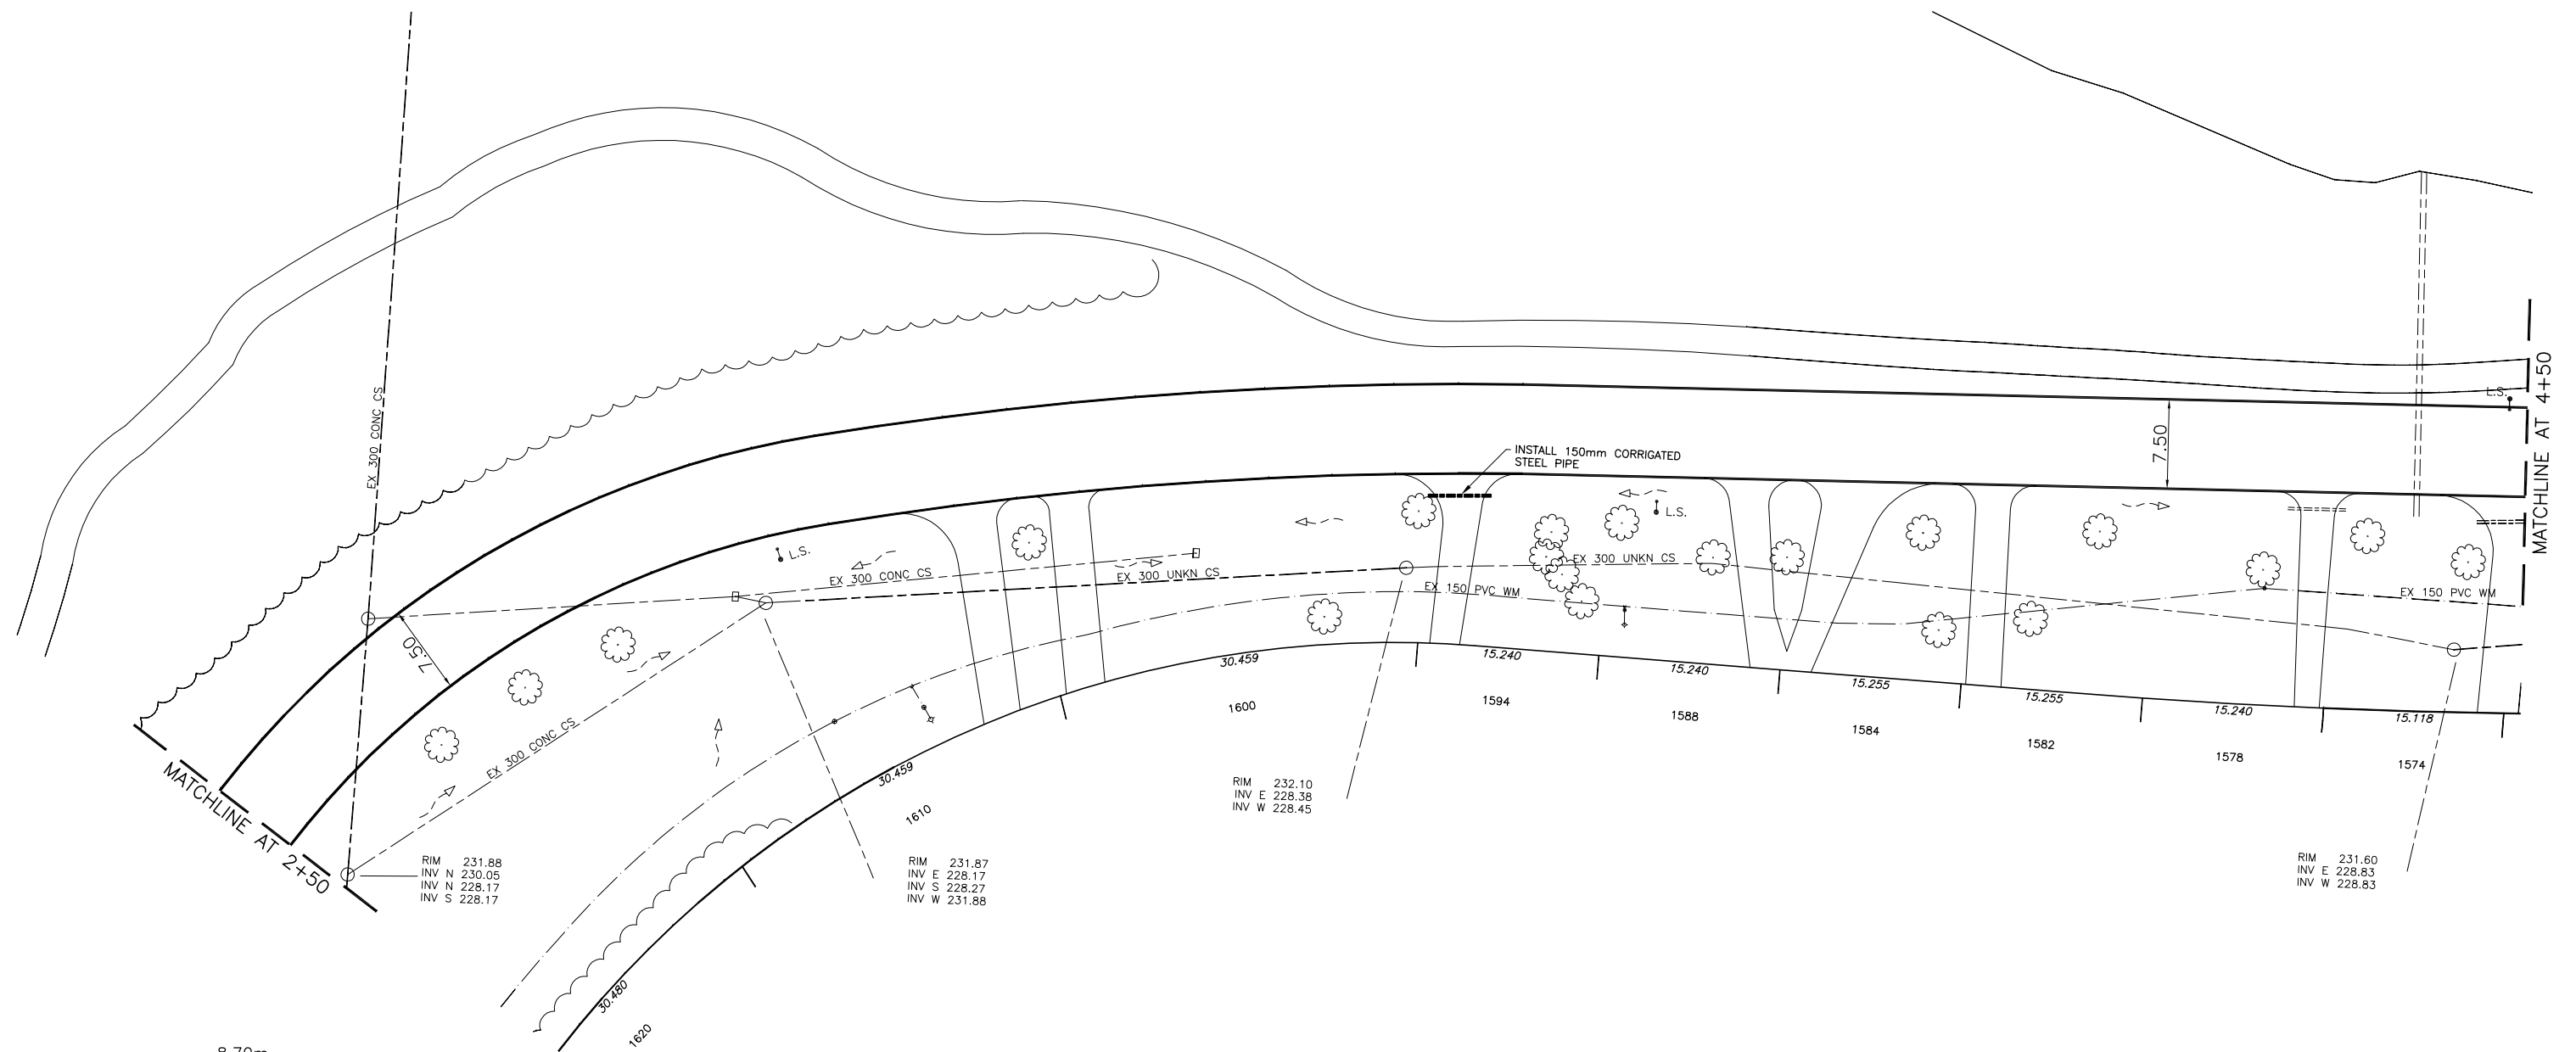 EX 300 CONC CS
MATCHLINE AT 4+50
L.S.
7.50
INSTALL 150mm CORRIGATED
STEEL PIPE
L.S.
L.S.
EX 300 CONC CS
EX 300 UNKN CS
EX 300 UNKN CS
EX 150 PVC WM
EX 150 PVC WM
7.50
EX 300 CONC CS
MATCHLINE AT 2+50
30.459
15.240
15.240
15.255
15.255
15.240
15.118
1600
1594
1588
1584
1582
1578
1574
30.459
1610
30.480
1620
RIM 231.88
INV N 230.05
INV N 228.17
INV S 228.17
RIM 231.87
INV E 228.17
INV S 228.27
INV W 231.88
RIM 232.10
INV E 228.38
INV W 228.45
RIM 231.60
INV E 228.83
INV W 228.83